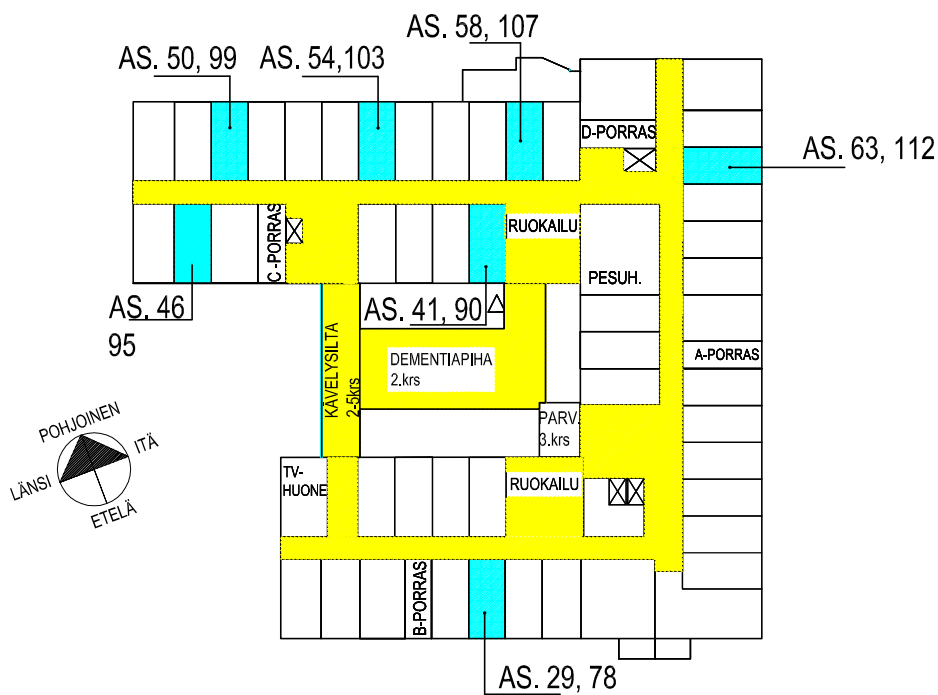 AS. 58, 107
AS. 50, 99
AS. 54,103
D-PORRAS
AS. 63, 112
C-PORRAS
RUOKAILU
PESUH.
AS. 46
95
AS. 41, 90
KÄVELYSILTA
2-5krs
DEMENTIAPIHA
2.krs
A-PORRAS
PARV.
3.krs
POHJOINEN
ITÄ
LÄNSI
ETELÄ
TV-
HUONE
RUOKAILU
B-PORRAS
AS. 29, 78